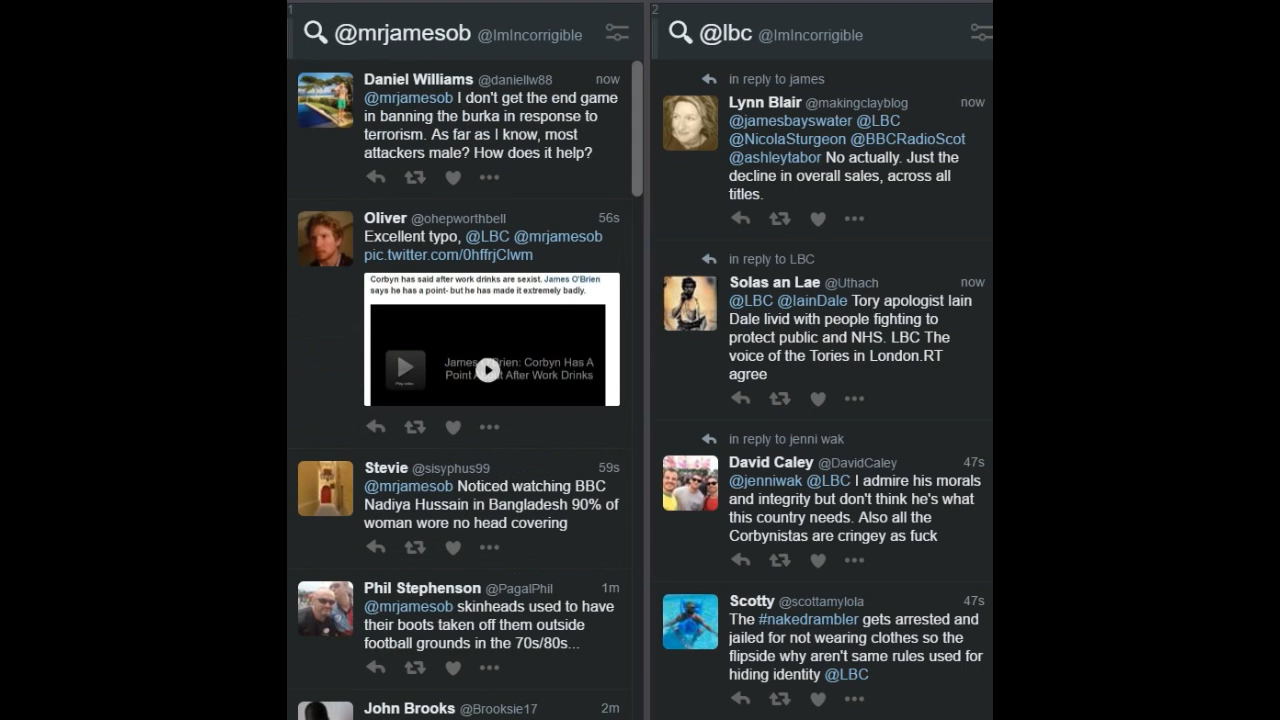 1
@mrjamesob @ImIncorrigible
Daniel Williams @daniellw88 now
@mrjamesob I don't get the end game
in banning the burka in response to
terrorism. As far as I know, most
attackers male? How does it help?
Oliver @ohepworthbell 56s
Excellent typo, @LBC @mrjamesob
pic.twitter.com/0hffrjClwm
Corbyn has said after work drinks are sexist. James O'Brien
says he has a point- but he has made it extremely badly.
James O'Brien: Corbyn Has A
Point After Work Drinks
Play video
Stevie @sisyphus99 59s
@mrjamesob Noticed watching BBC
Nadiya Hussain in Bangladesh 90% of
woman wore no head covering
Phil Stephenson @PagalPhil 1m
@mrjamesob skinheads used to have
their boots taken off them outside
football grounds in the 70s/80s...
John Brooks @Brooksie17 2m
2
@lbc @ImIncorrigible
in reply to james
Lynn Blair @makingclayblog now
@jamesbayswater @LBC
@NicolaSturgeon @BBCRadioScot
@ashleytabor No actually. Just the
decline in overall sales, across all
titles.
in reply to LBC
Solas an Lae @Uthach now
@LBC @IainDale Tory apologist Iain
Dale livid with people fighting to
protect public and NHS. LBC The
voice of the Tories in London.RT
agree
in reply to jenni wak
David Caley @DavidCaley 47s
@jenniwak @LBC I admire his morals
and integrity but don't think he's what
this country needs. Also all the
Corbynistas are cringey as fuck
Scotty @scottamylola 47s
The #nakedrambler gets arrested and
jailed for not wearing clothes so the
flipside why aren't same rules used for
hiding identity @LBC